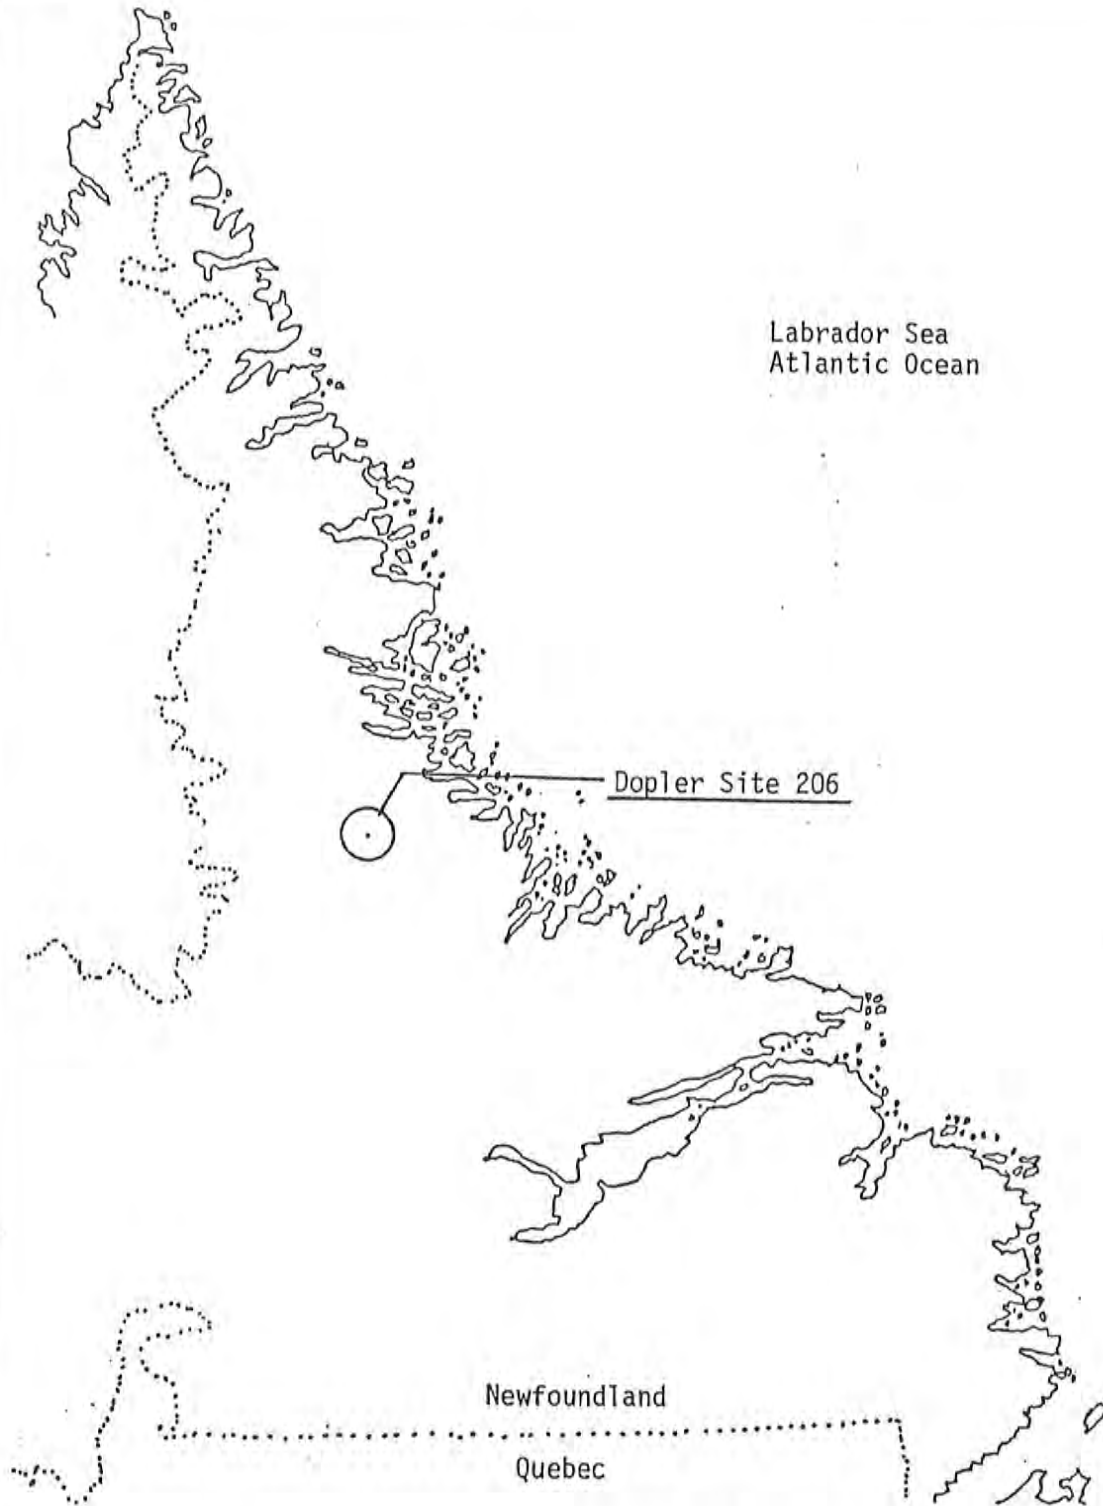 Labrador Sea
Atlantic Ocean
Dopler Site 206
Newfoundland
Quebec